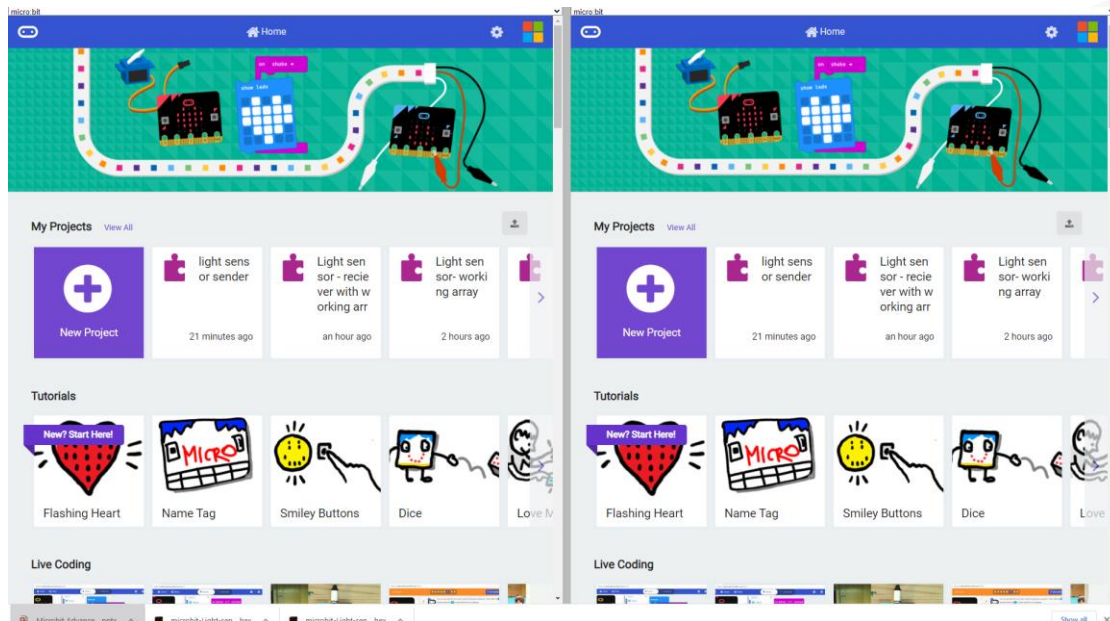 micro:bit
Home
on shake
show leds
My Projects View All
New Project
light sens
or sender
21 minutes ago
Light sen
sor - recie
ver with w
orking arr
an hour ago
Light sen
sor- worki
ng array
2 hours ago
Tutorials
New? Start Here!
Flashing Heart
MICRO
Name Tag
Smiley Buttons
Dice
Love M
Live Coding
micro:bit
Home
on shake
show leds
My Projects View All
New Project
light sens
or sender
21 minutes ago
Light sen
sor - recie
ver with w
orking arr
an hour ago
Light sen
sor- worki
ng array
2 hours ago
Tutorials
New? Start Here!
Flashing Heart
MICRO
Name Tag
Smiley Buttons
Dice
Love
Live Coding
Show all